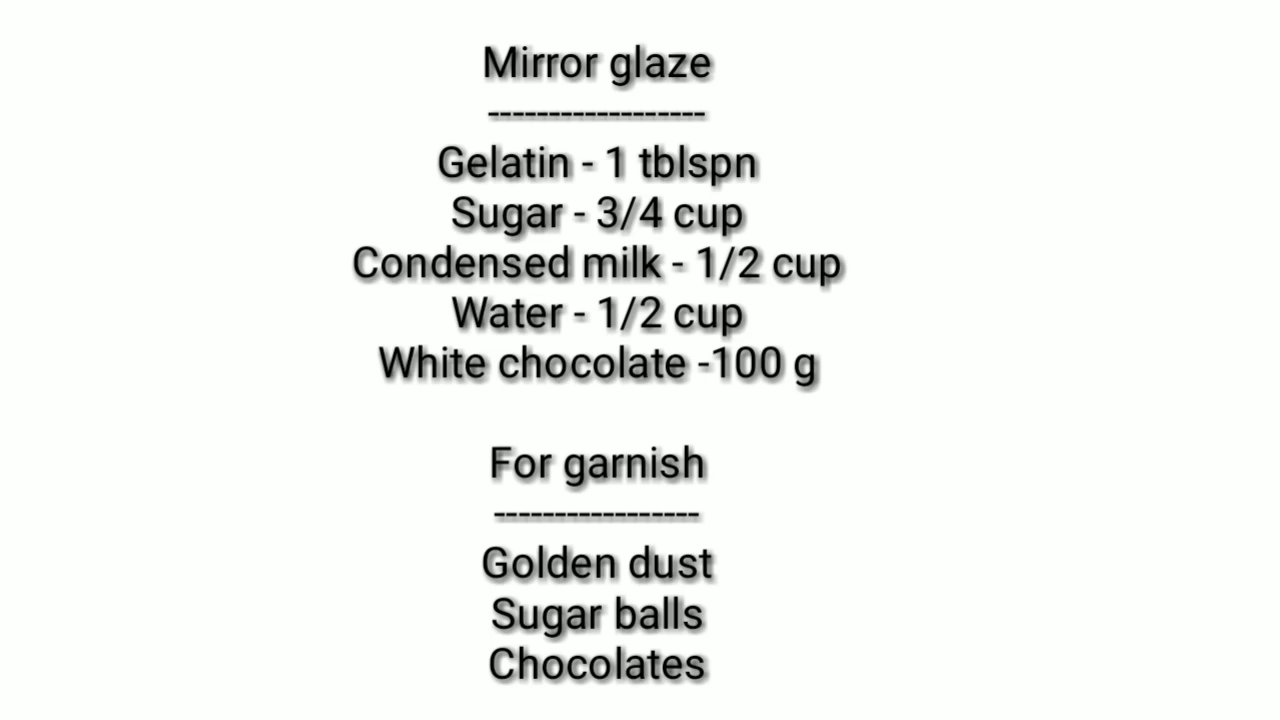 Mirror glaze
------------------
Gelatin - 1 tblspn
Sugar - 3/4 cup
Condensed milk - 1/2 cup
Water - 1/2 cup
White chocolate -100 g
For garnish
-----------------
Golden dust
Sugar balls
Chocolates